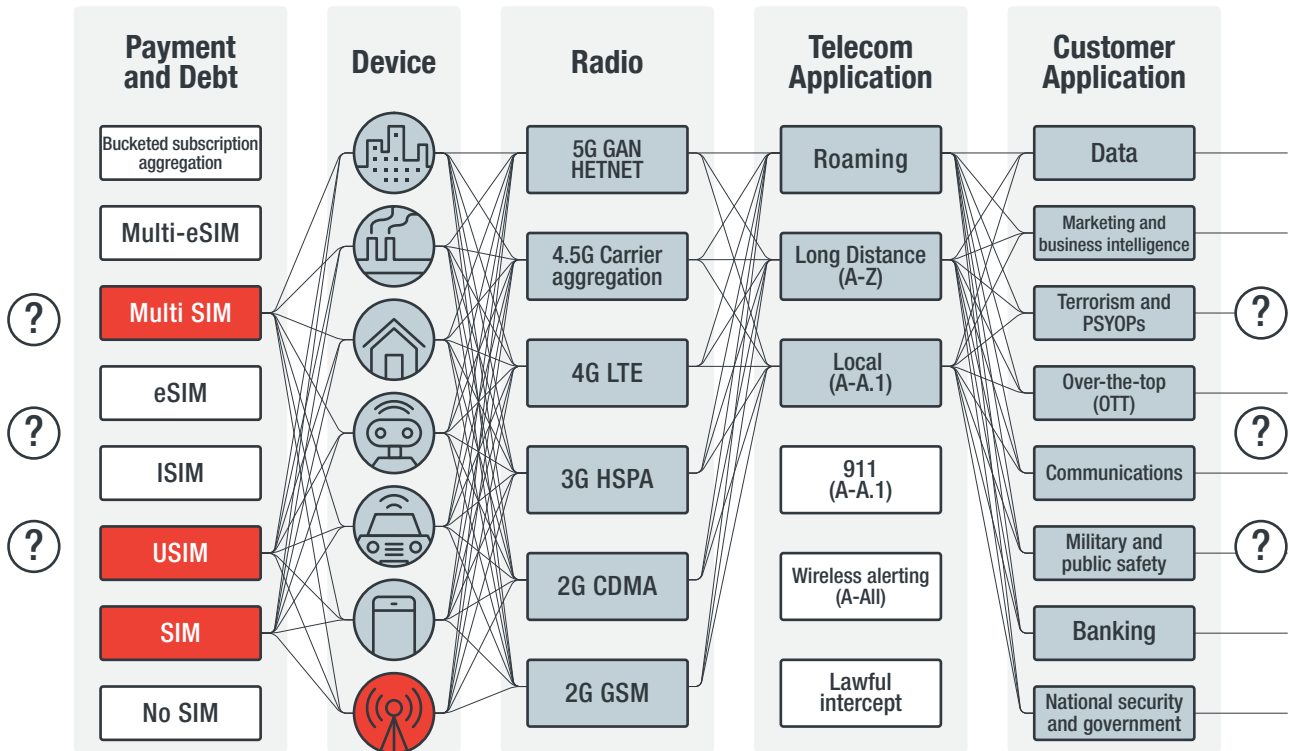 Payment
and Debt
Device
Radio
Telecom
Application
Customer
Application
Bucketed subscription
aggregation
Multi-eSIM
Multi SIM
eSIM
ISIM
USIM
SIM
No SIM
?
?
?
5G GAN
HETNET
4.5G Carrier
aggregation
4G LTE
3G HSPA
2G CDMA
2G GSM
Roaming
Long Distance
(A-Z)
Local
(A-A.1)
911
(A-A.1)
Wireless alerting
(A-All)
Lawful
intercept
Data
Marketing and
business intelligence
Terrorism and
PSYOPs
Over-the-top
(OTT)
Communications
Military and
public safety
Banking
National security
and government
?
?
?